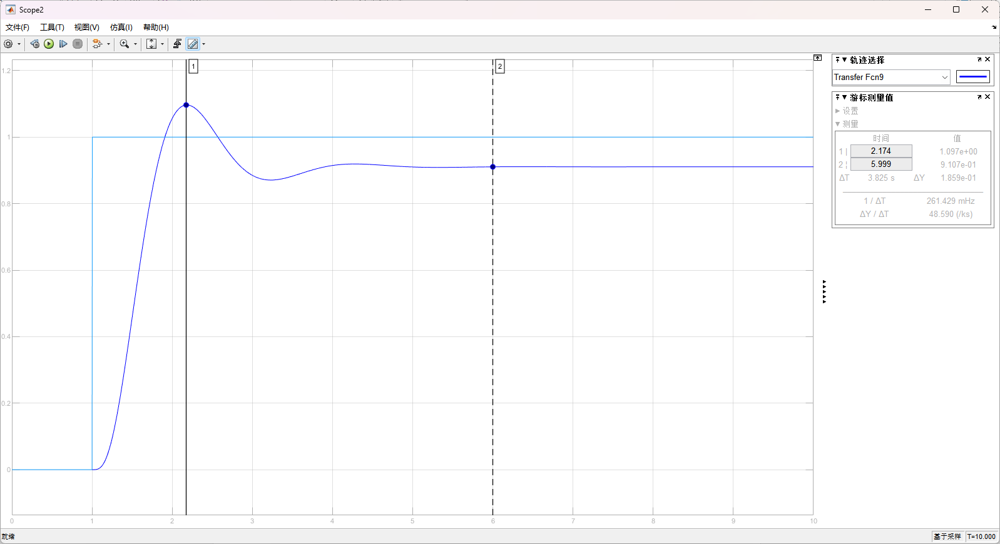 Scope2
文件(F) 工具(T) 视图(V) 仿真(I) 帮助(H)
1 2
1.2
1
0.8
0.6
0.4
0.2
0
0 1 2 3 4 5 6 7 8 9 10
轨迹选择
Transfer Fcn9
游标测量值
设置
测量
时间 值
1 | 2.174 1.097e+00
2 ¦ 5.999 9.107e-01
ΔT 3.825 s ΔY 1.859e-01
1 / ΔT 261.429 mHz
ΔY / ΔT 48.590 (/ks)
就绪 基于采样 T=10.000